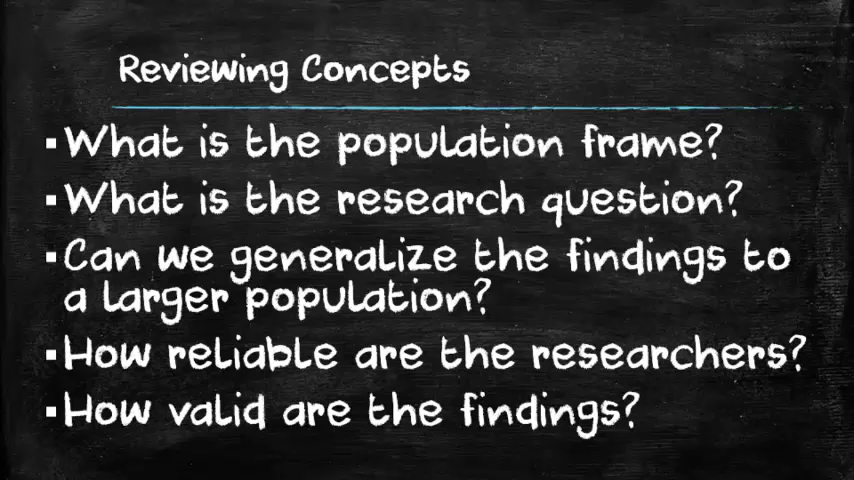 Reviewing Concepts
▪What is the population frame?
▪What is the research question?
▪Can we generalize the findings to
a larger population?
▪How reliable are the researchers?
▪How valid are the findings?